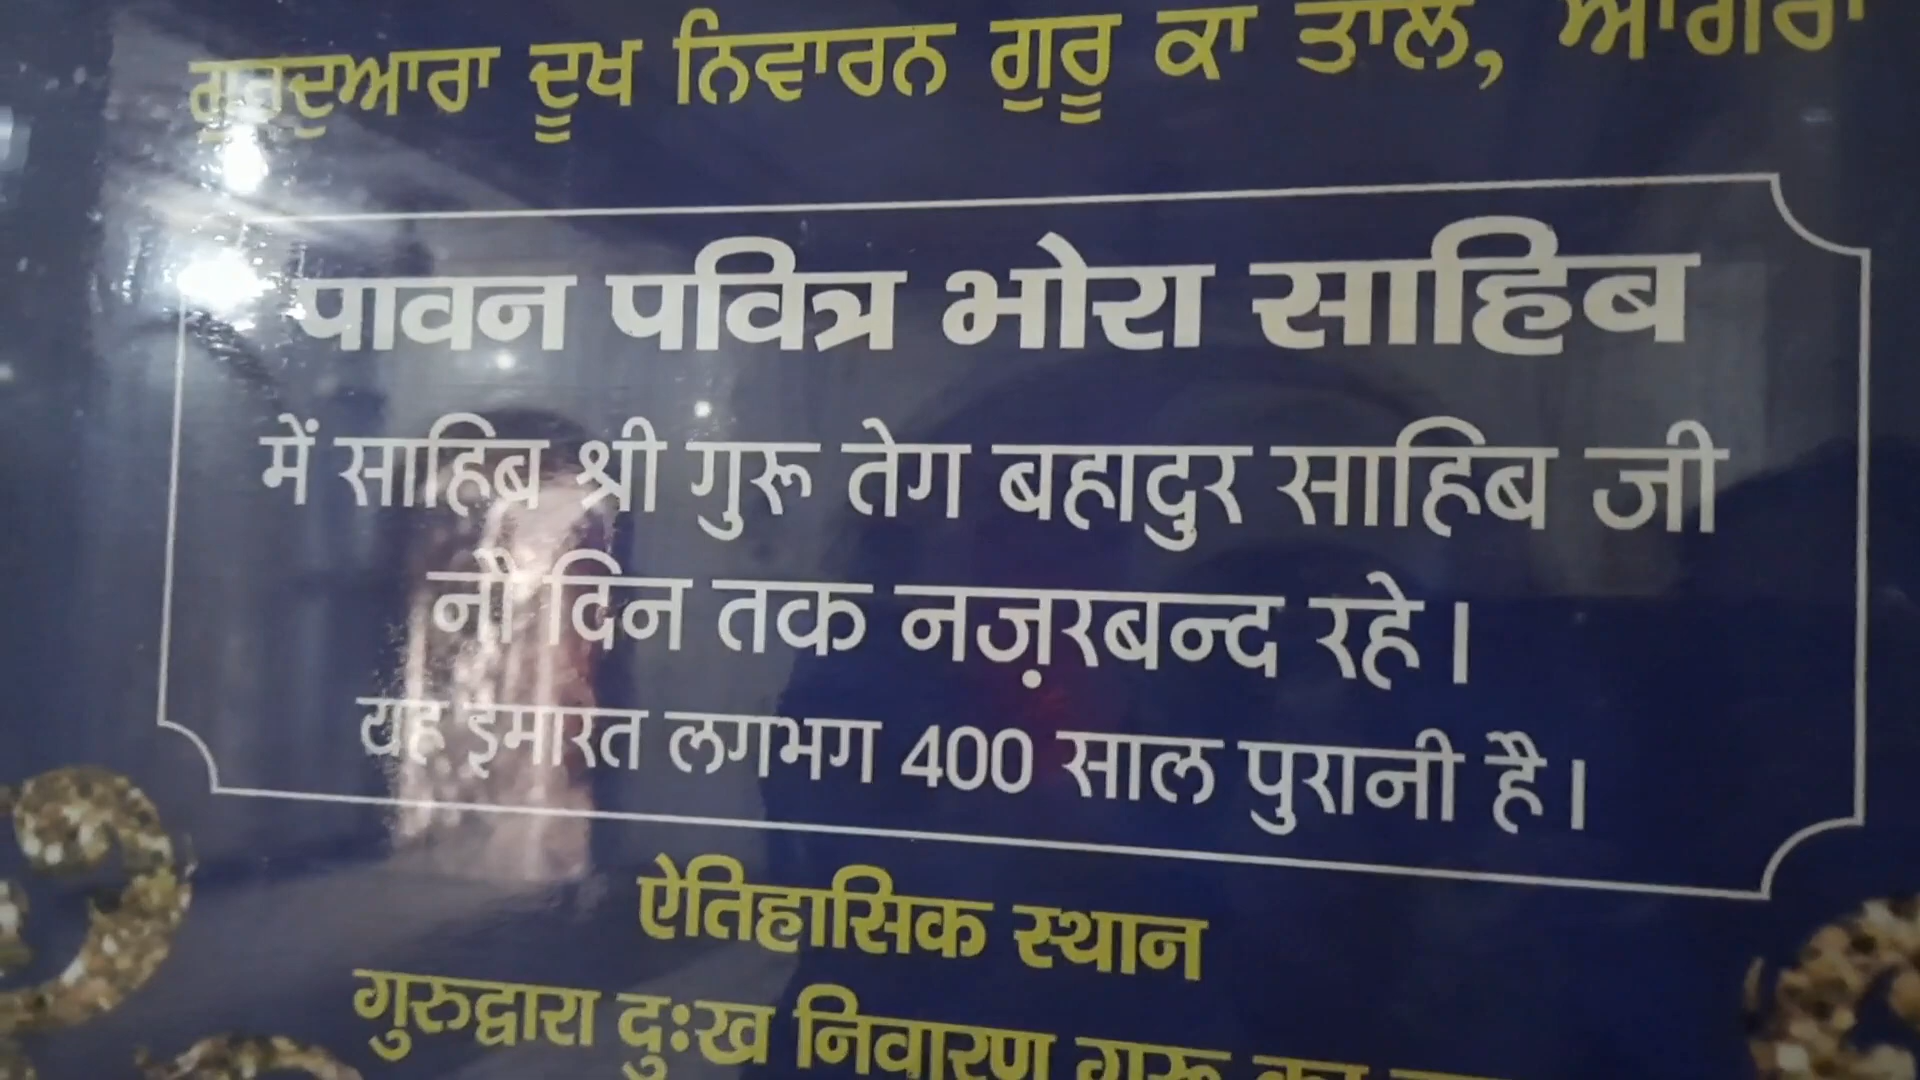 ਗੁਰਦੁਆਰਾ ਦੂਖ ਨਿਵਾਰਨ ਗੁਰੂ ਕਾ ਤਾਲ, ਆਗਰਾ
पावन पवित्र भोरा साहिब
में साहिब श्री गुरू तेग बहादुर साहिब जी
नौ दिन तक नज़रबन्द रहे।
यह इमारत लगभग 400 साल पुरानी है।
ऐतिहासिक स्थान
गुरुद्वारा दुःख निवारण गुरू का